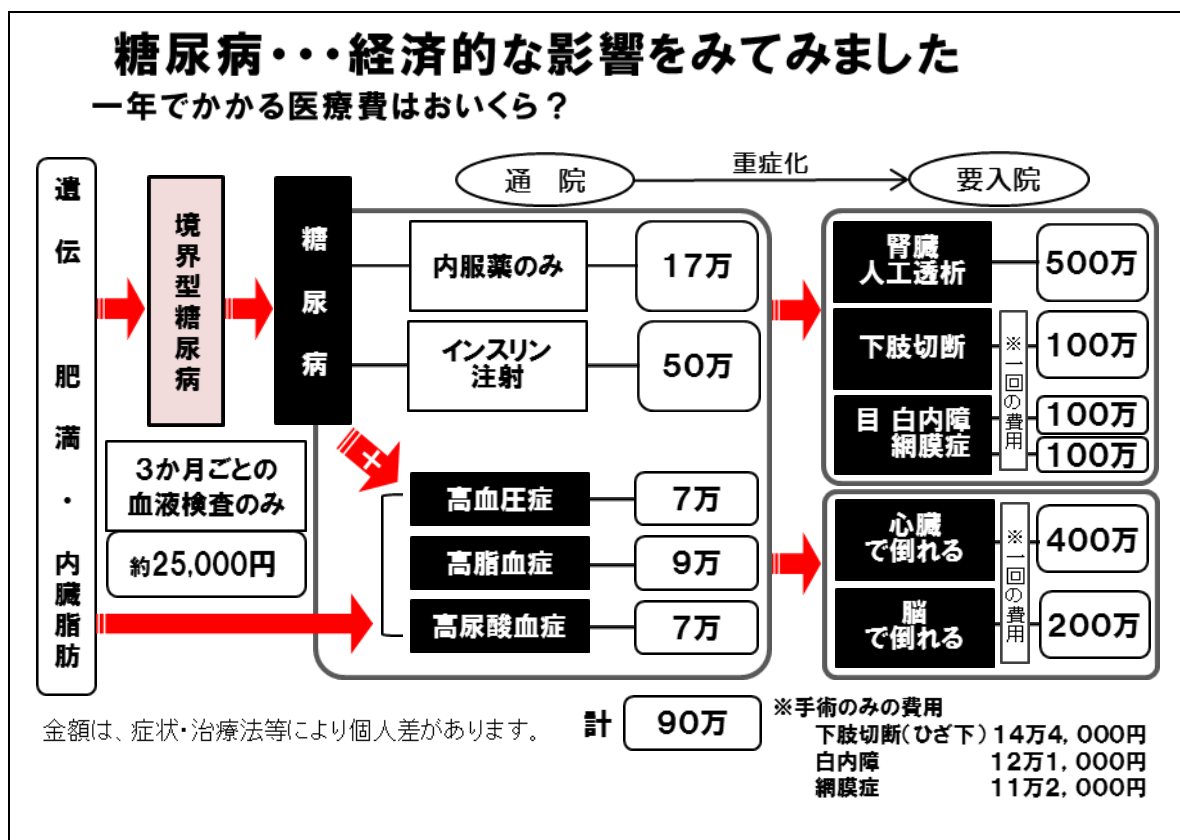 糖尿病・・・経済的な影響をみてみました
一年でかかる医療費はおいくら？
遺伝　肥満・内臓脂肪
境界型糖尿病
3か月ごとの
血液検査のみ
約25,000円
糖尿病
通 院
重症化
要入院
内服薬のみ
17万
インスリン
注射
50万
+
高血圧症
7万
高脂血症
9万
高尿酸血症
7万
計
90万
腎臓
人工透析
500万
下肢切断
100万
目 白内障
網膜症
100万
100万
※一回の費用
心臓
で倒れる
400万
脳
で倒れる
200万
※一回の費用
金額は、症状・治療法等により個人差があります。
※手術のみの費用
下肢切断(ひざ下) 14万4,000円
白内障 12万1,000円
網膜症 11万2,000円